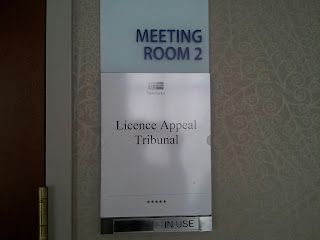 MEETING
ROOM 2
Licence Appeal
Tribunal
*****
IN USE